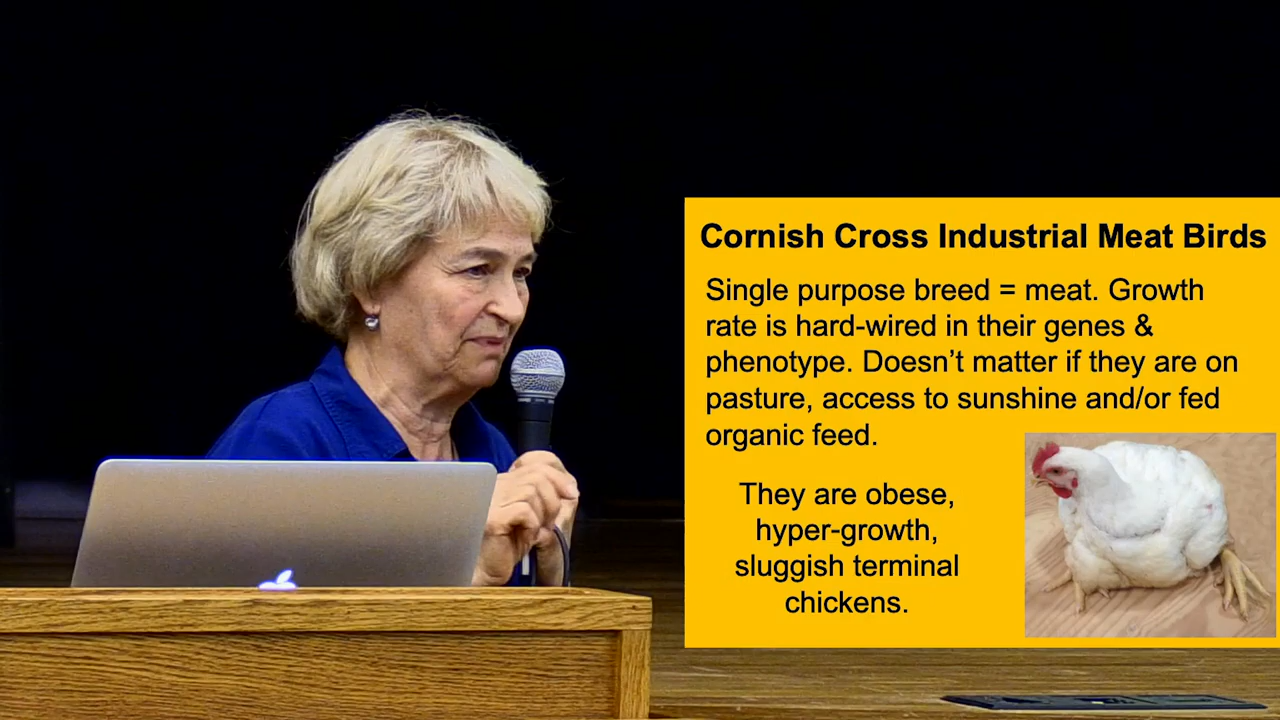 Cornish Cross Industrial Meat Birds
Single purpose breed = meat. Growth
rate is hard-wired in their genes &
phenotype. Doesn’t matter if they are on
pasture, access to sunshine and/or fed
organic feed.
They are obese,
hyper-growth,
sluggish terminal
chickens.